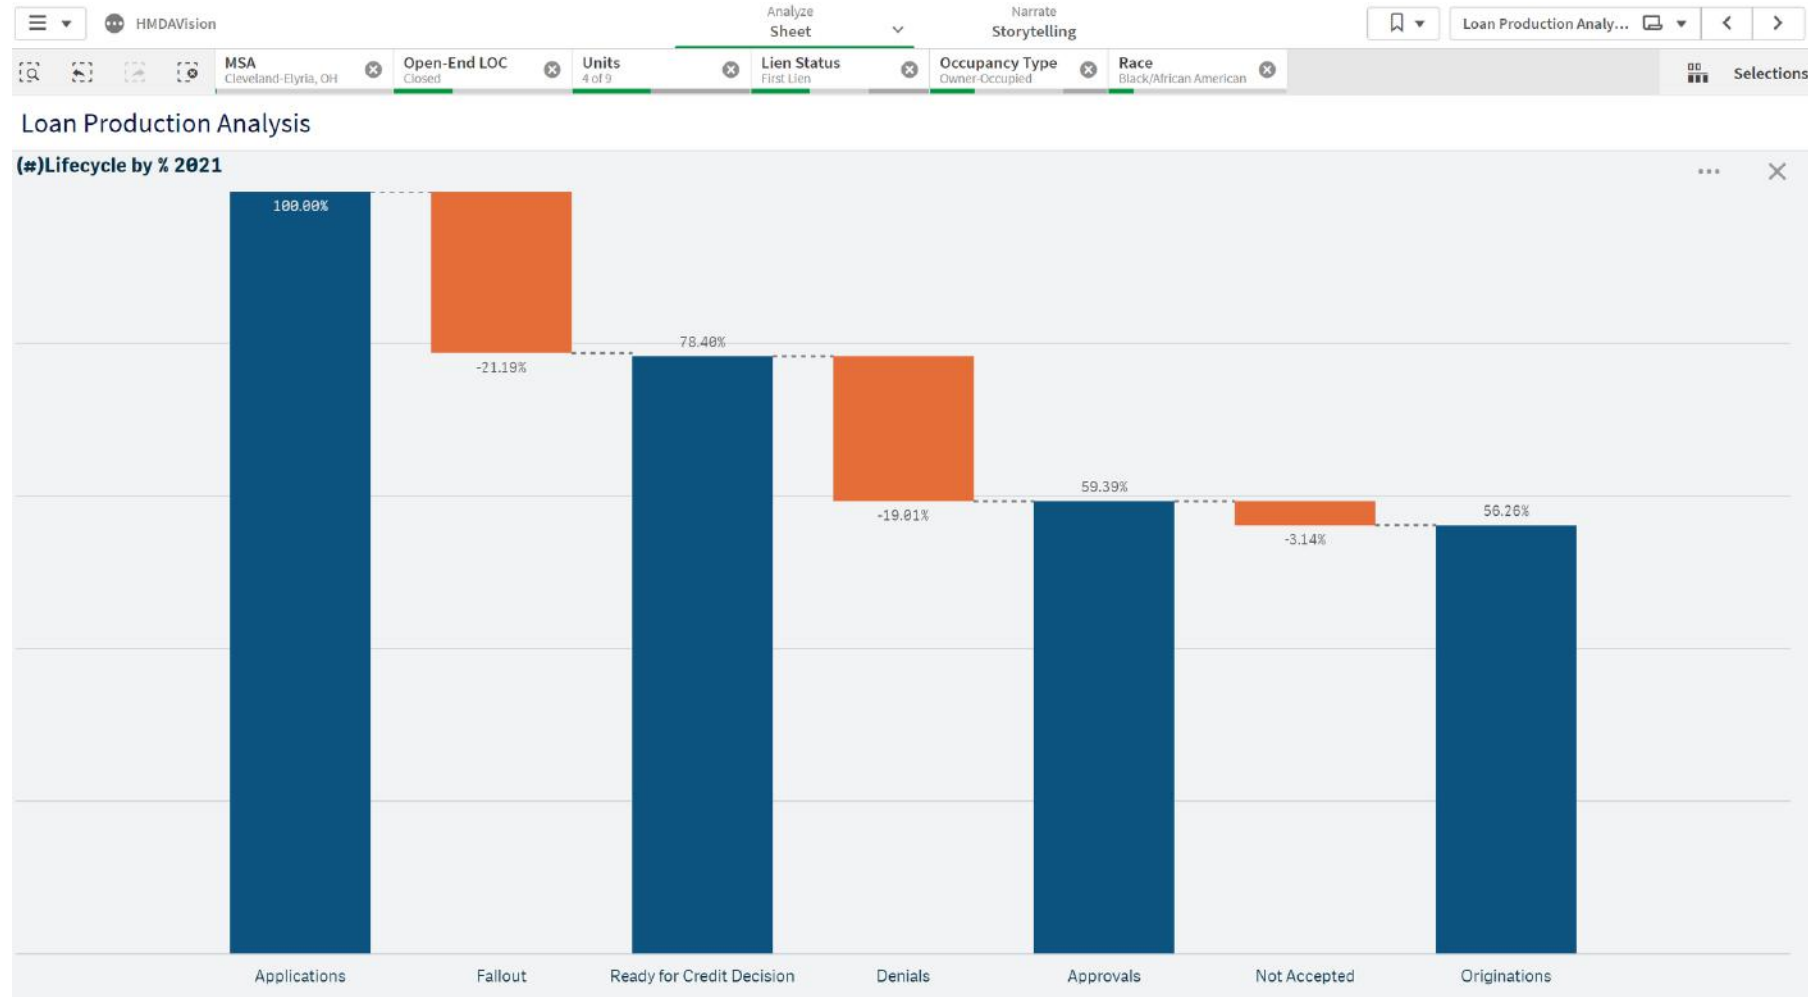 Analyze
Narrate
HMDAVision
Sheet
Storytelling
Loan Production Analy...
MSA
Cleveland-Elyria, OH
Open-End LOC
Closed
Units
4 of 9
Lien Status
First Lien
Occupancy Type
Owner-Occupied
Race
Black/African American
Selections
Loan Production Analysis
(#)Lifecycle by % 2021
100.00%
-21.19%
78.40%
-19.01%
59.39%
-3.14%
56.26%
Applications
Fallout
Ready for Credit Decision
Denials
Approvals
Not Accepted
Originations